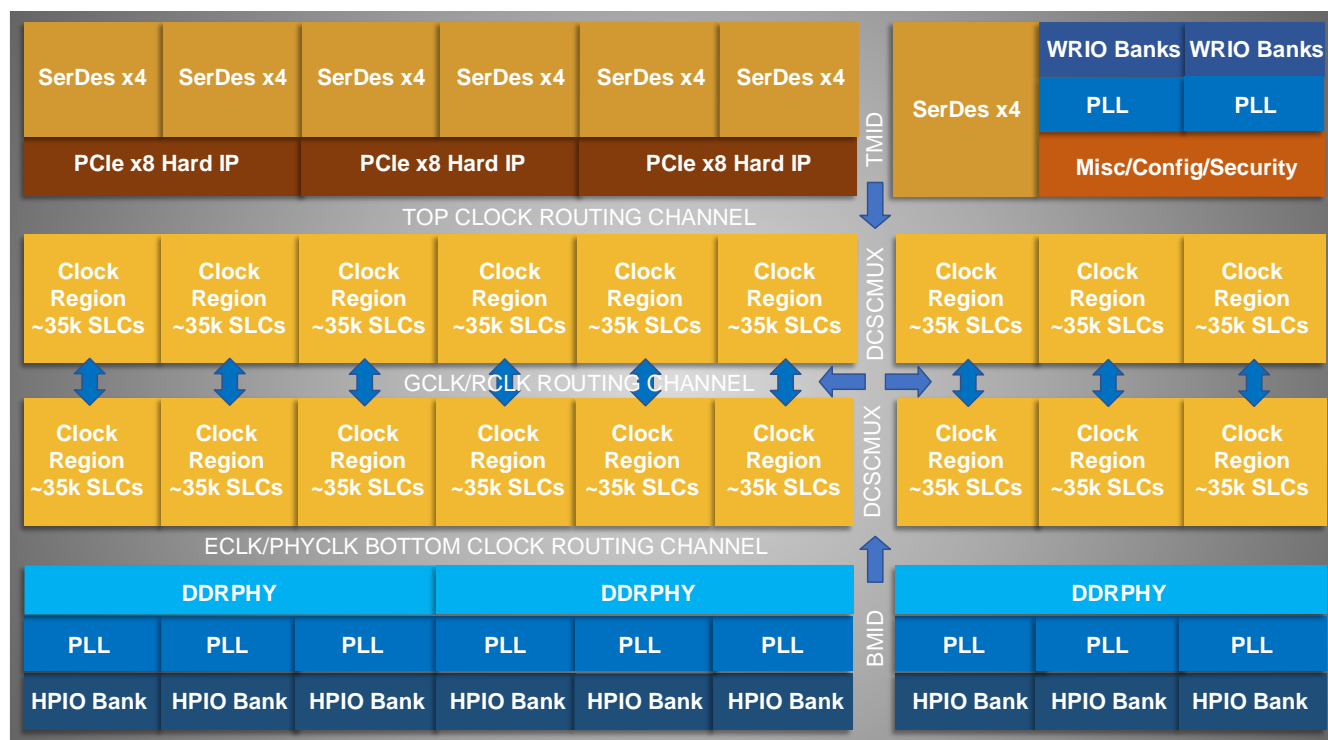 SerDes x4 SerDes x4 SerDes x4 SerDes x4 SerDes x4 SerDes x4
PCIe x8 Hard IP PCIe x8 Hard IP PCIe x8 Hard IP
TMID
SerDes x4
WRIO Banks WRIO Banks
PLL PLL
Misc/Config/Security
TOP CLOCK ROUTING CHANNEL
Clock Clock Clock Clock Clock Clock
Region Region Region Region Region Region
~35k SLCs ~35k SLCs ~35k SLCs ~35k SLCs ~35k SLCs ~35k SLCs
DCSCMUX
Clock Clock Clock
Region Region Region
~35k SLCs ~35k SLCs ~35k SLCs
GCLK/RCLK ROUTING CHANNEL
Clock Clock Clock Clock Clock Clock
Region Region Region Region Region Region
~35k SLCs ~35k SLCs ~35k SLCs ~35k SLCs ~35k SLCs ~35k SLCs
DCSCMUX
Clock Clock Clock
Region Region Region
~35k SLCs ~35k SLCs ~35k SLCs
ECLK/PHYCLK BOTTOM CLOCK ROUTING CHANNEL
DDRPHY DDRPHY
PLL PLL PLL PLL PLL PLL
HPIO Bank HPIO Bank HPIO Bank HPIO Bank HPIO Bank HPIO Bank
BMID
DDRPHY
PLL PLL PLL
HPIO Bank HPIO Bank HPIO Bank